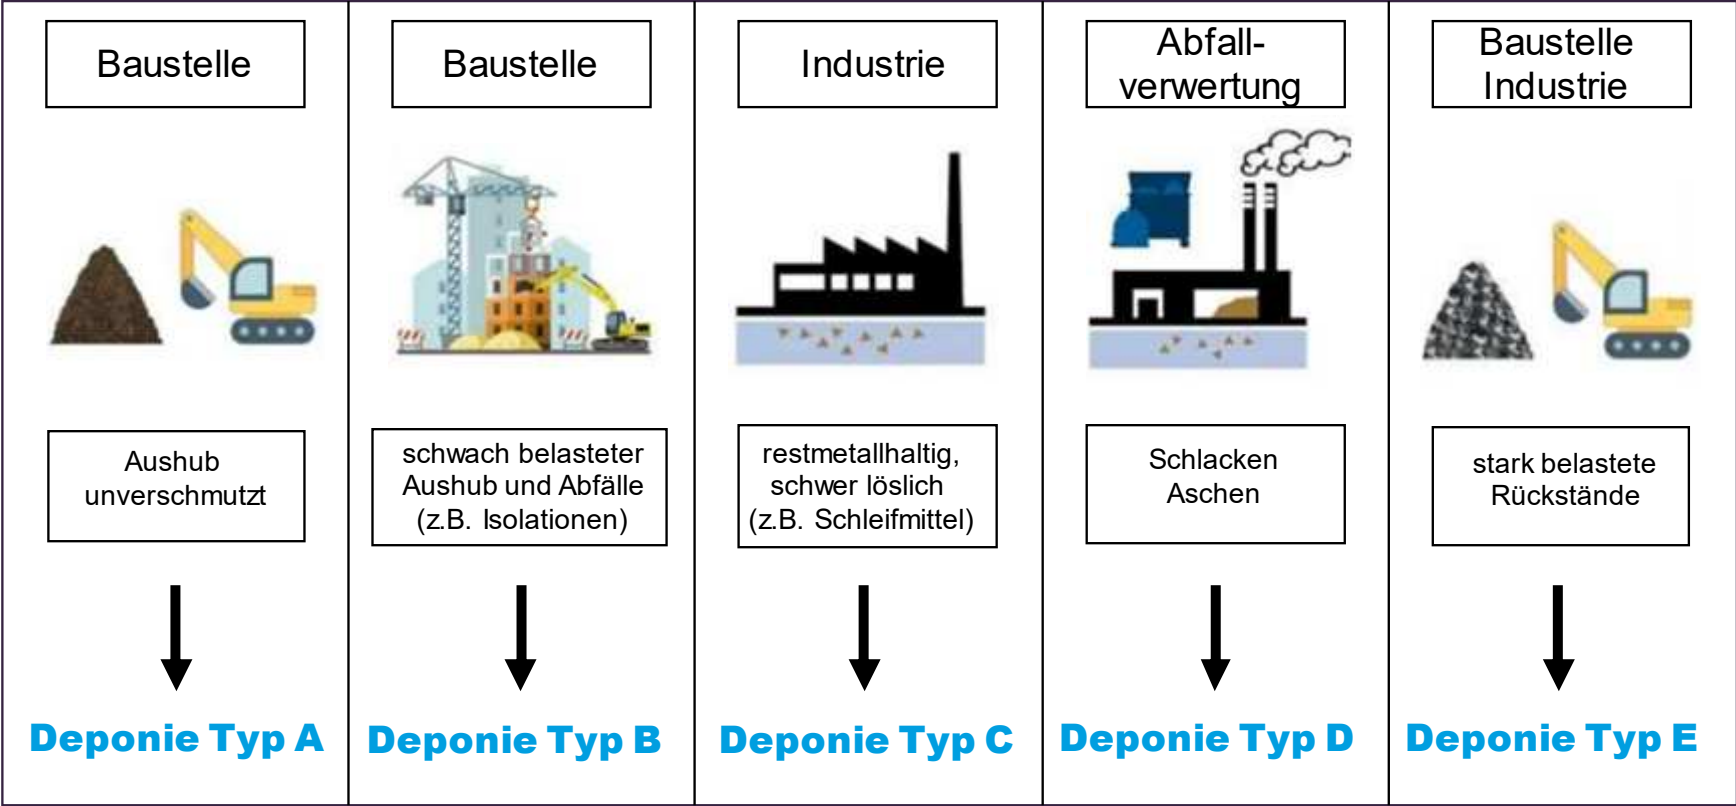 Baustelle
Aushub
unverschmutzt
Deponie Typ A
Baustelle
schwach belasteter
Aushub und Abfälle
(z.B. Isolationen)
Deponie Typ B
Industrie
restmetallhaltig,
schwer löslich
(z.B. Schleifmittel)
Deponie Typ C
Abfall-
verwertung
Schlacken
Aschen
Deponie Typ D
Baustelle
Industrie
stark belastete
Rückstände
Deponie Typ E